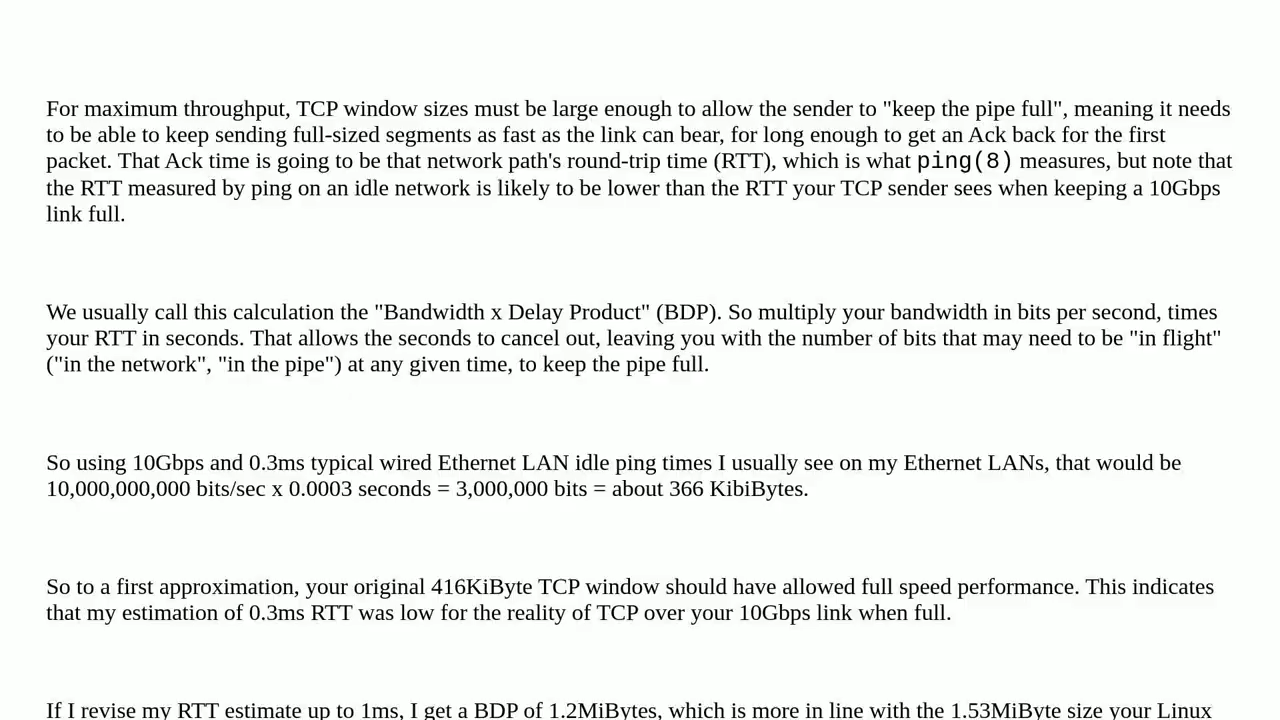 For maximum throughput, TCP window sizes must be large enough to allow the sender to "keep the pipe full", meaning it needs
to be able to keep sending full-sized segments as fast as the link can bear, for long enough to get an Ack back for the first
packet. That Ack time is going to be that network path's round-trip time (RTT), which is what ping(8) measures, but note that
the RTT measured by ping on an idle network is likely to be lower than the RTT your TCP sender sees when keeping a 10Gbps
link full.
We usually call this calculation the "Bandwidth x Delay Product" (BDP). So multiply your bandwidth in bits per second, times
your RTT in seconds. That allows the seconds to cancel out, leaving you with the number of bits that may need to be "in flight"
("in the network", "in the pipe") at any given time, to keep the pipe full.
So using 10Gbps and 0.3ms typical wired Ethernet LAN idle ping times I usually see on my Ethernet LANs, that would be
10,000,000,000 bits/sec x 0.0003 seconds = 3,000,000 bits = about 366 KibiBytes.
So to a first approximation, your original 416KiByte TCP window should have allowed full speed performance. This indicates
that my estimation of 0.3ms RTT was low for the reality of TCP over your 10Gbps link when full.
If I revise my RTT estimate up to 1ms, I get a BDP of 1.2MiBytes, which is more in line with the 1.53MiByte size your Linux